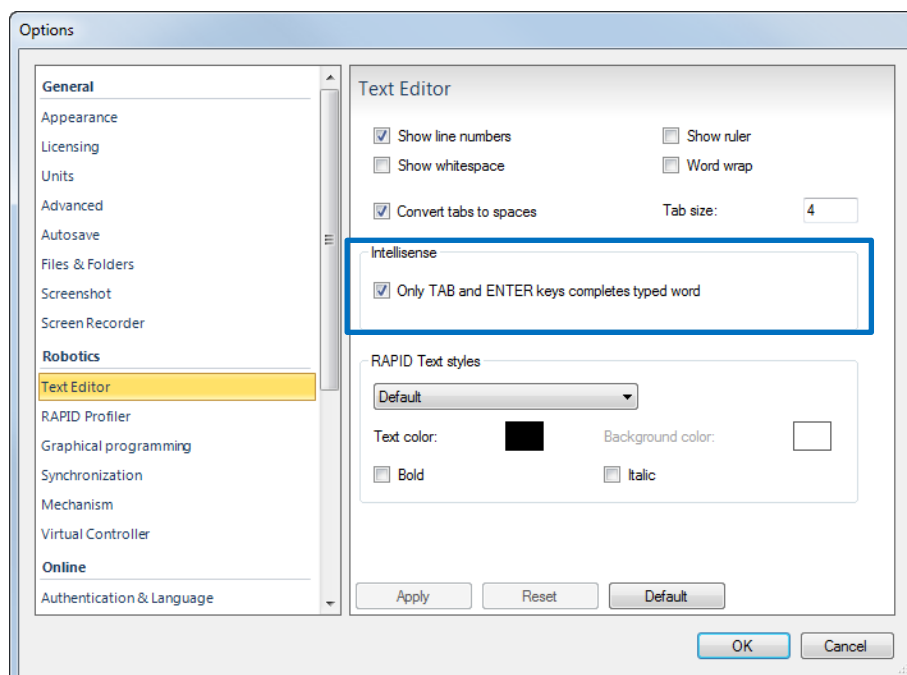 Options
General
Appearance
Licensing
Units
Advanced
Autosave
Files & Folders
Screenshot
Screen Recorder
Robotics
Text Editor
RAPID Profiler
Graphical programming
Synchronization
Mechanism
Virtual Controller
Online
Authentication & Language
Text Editor
Show line numbers
Show ruler
Show whitespace
Word wrap
Convert tabs to spaces
Tab size: 4
Intellisense
Only TAB and ENTER keys completes typed word
RAPID Text styles
Default
Text color:
Background color:
Bold
Italic
Apply
Reset
Default
OK
Cancel